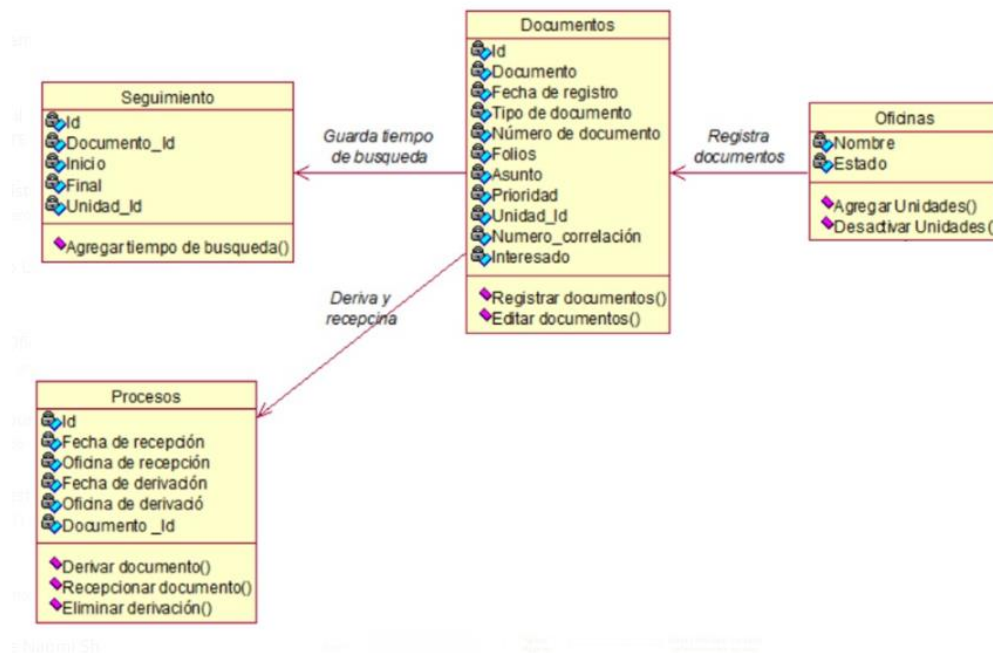 Documentos
Id
Documento
Fecha de registro
Tipo de documento
Número de documento
Folios
Asunto
Prioridad
Unidad_Id
Numero_correlación
Interesado
Registrar documentos()
Editar documentos()
Seguimiento
Id
Documento_Id
Inicio
Final
Unidad_Id
Agregar tiempo de busqueda()
Guarda tiempo
de busqueda
Registra
documentos
Oficinas
Nombre
Estado
Agregar Unidades()
Desactivar Unidades()
Deriva y
recepcina
Procesos
Id
Fecha de recepción
Oficina de recepción
Fecha de derivación
Oficina de derivació
Documento _Id
Derivar documento()
Recepcionar documento()
Eliminar derivación()